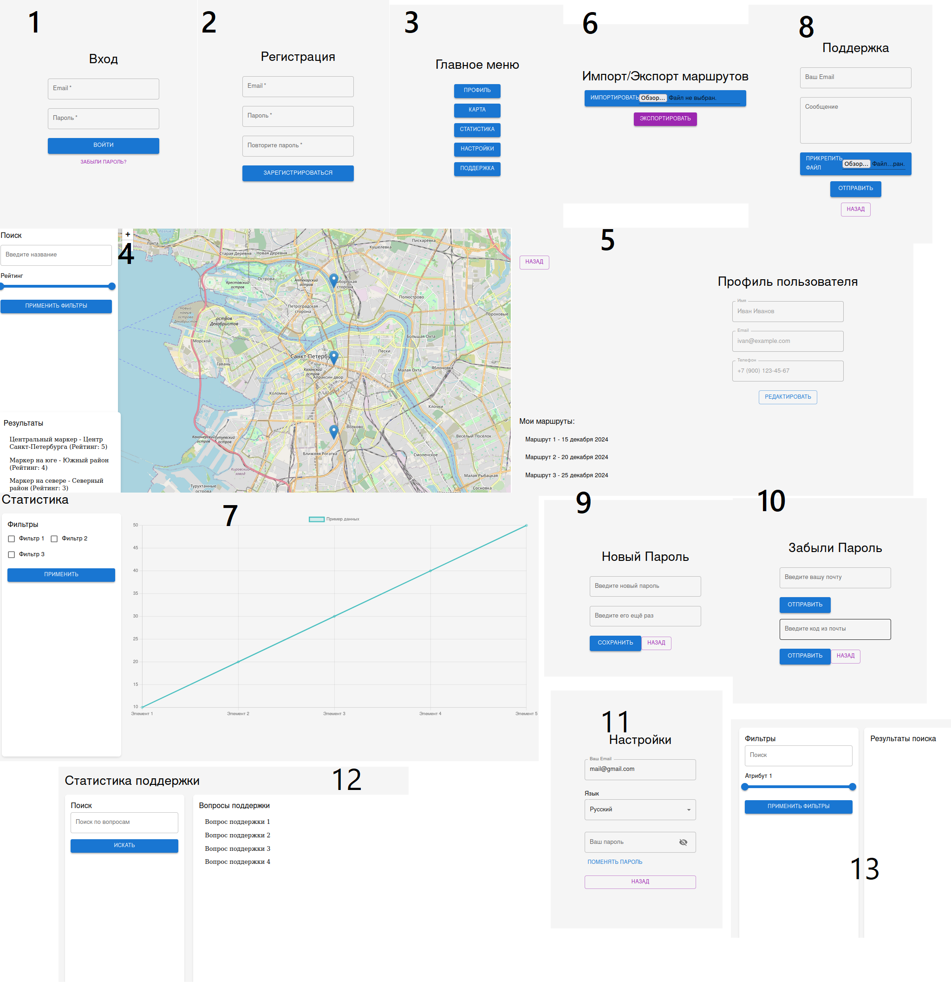 1
Вход
Email *
Пароль *
ВОЙТИ
ЗАБЫЛИ ПАРОЛЬ?
2
Регистрация
Email *
Пароль *
Повторите пароль *
ЗАРЕГИСТРИРОВАТЬСЯ
3
Главное меню
ПРОФИЛЬ
КАРТА
СТАТИСТИКА
НАСТРОЙКИ
ПОДДЕРЖКА
6
Импорт/Экспорт маршрутов
ИМПОРТИРОВАТЬ Обзор... Файл не выбран.
ЭКСПОРТИРОВАТЬ
8
Поддержка
Ваш Email
Сообщение
ПРИКРЕПИТЬ
ФАЙЛ
Обзор... Файл...ран.
ОТПРАВИТЬ
НАЗАД
4
Поиск
Введите название
Рейтинг
ПРИМЕНИТЬ ФИЛЬТРЫ
Результаты
Центральный маркер - Центр
Санкт-Петербурга (Рейтинг: 5)
Маркер на юге - Южный район
(Рейтинг: 4)
Маркер на севере - Северный
район (Рейтинг: 3)
+
Лахта
Старая Деревня
Новая Деревня
Кушелевка
Пискарёвка
Крестовский
остров
Острова
Аптекарский
остров
сторона
Полюстрово
Новый
намыв
острова
Декабристов
остров
Декабристов
Петроградская
сторона
Малая
Нева
Пороховые
Большая Охта
Морской
Пески
Санкт-Петербу
Гавань
Казанский
остров
Апраксин двор
Малая Охта
Яблоновка
Большая
Нева
Коломна
Клочки
Волково
Весёлый Посёлок
Канонерский
остров
Гутуевский
остров
Ближняя Рогатка
Смоленское
Кировский
завод
Малая Рыбацкая
Турухтанные
острова
Сосновка
5
НАЗАД
Профиль пользователя
Имя
Иван Иванов
Email
ivan@example.com
Телефон
+7 (900) 123-45-67
РЕДАКТИРОВАТЬ
Мои маршруты:
Маршрут 1 - 15 декабря 2024
Маршрут 2 - 20 декабря 2024
Маршрут 3 - 25 декабря 2024
7
Статистика
Фильтры
Фильтр 1 Фильтр 2
Фильтр 3
ПРИМЕНИТЬ
Пример данных
50
45
40
35
30
25
20
15
10
Элемент 1 Элемент 2 Элемент 3 Элемент 4 Элемент 5
9
Новый Пароль
Введите новый пароль
Введите его ещё раз
СОХРАНИТЬ НАЗАД
10
Забыли Пароль
Введите вашу почту
ОТПРАВИТЬ
Введите код из почты
ОТПРАВИТЬ НАЗАД
11
Настройки
Ваш Email
mail@gmail.com
Язык
Русский
Ваш пароль
ПОМЕНЯТЬ ПАРОЛЬ
НАЗАД
12
Статистика поддержки
Поиск
Поиск по вопросам
ИСКАТЬ
Вопросы поддержки
Вопрос поддержки 1
Вопрос поддержки 2
Вопрос поддержки 3
Вопрос поддержки 4
13
Фильтры
Поиск
Атрибут 1
ПРИМЕНИТЬ ФИЛЬТРЫ
Результаты поиска